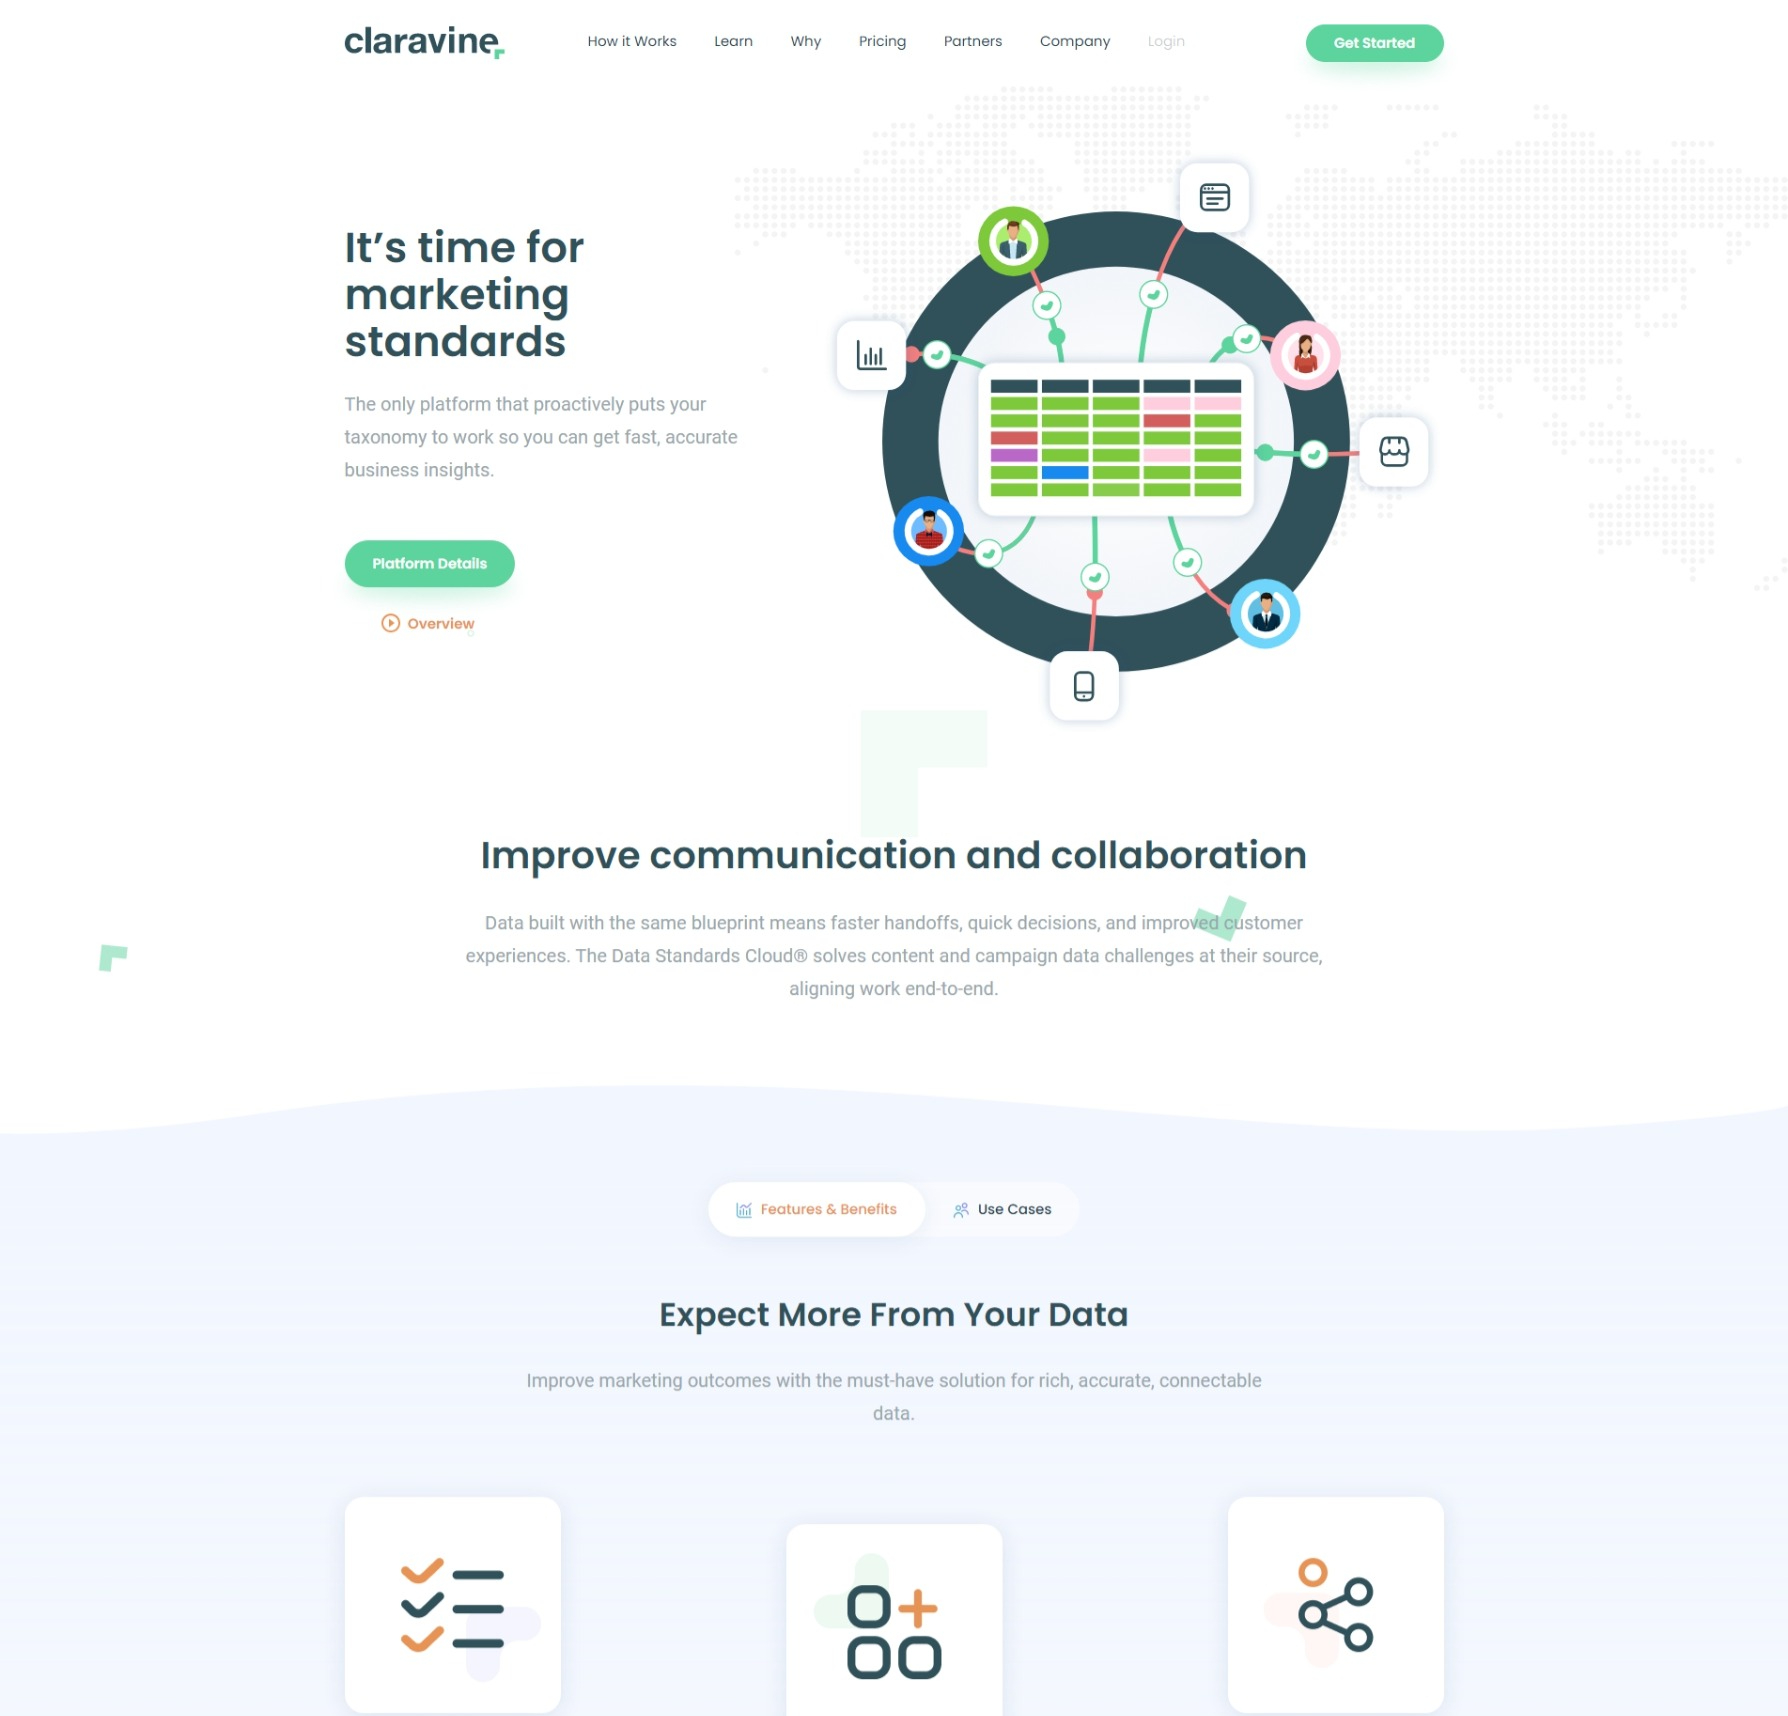 claravine
How it Works
Learn
Why
Pricing
Partners
Company
Login
Get Started
It’s time for
marketing
standards
The only platform that proactively puts your
taxonomy to work so you can get fast, accurate
business insights.
Platform Details
Overview
Improve communication and collaboration
Data built with the same blueprint means faster handoffs, quick decisions, and improved customer
experiences. The Data Standards Cloud® solves content and campaign data challenges at their source,
aligning work end-to-end.
Features & Benefits
Use Cases
Expect More From Your Data
Improve marketing outcomes with the must-have solution for rich, accurate, connectable
data.